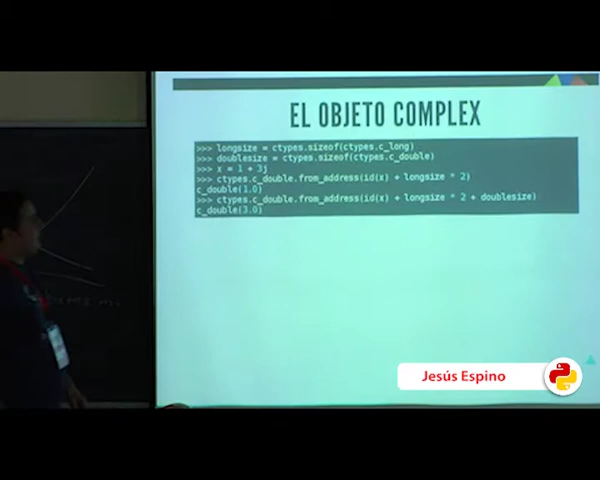 EL OBJETO COMPLEX
>>> longsize = ctypes.sizeof(ctypes.c_long)
>>> doublesize = ctypes.sizeof(ctypes.c_double)
>>> x = 1 + 3j
>>> ctypes.c_double.from_address(id(x) + longsize * 2)
c_double(1.0)
>>> ctypes.c_double.from_address(id(x) + longsize * 2 + doublesize)
c_double(3.0)
Jesús Espino